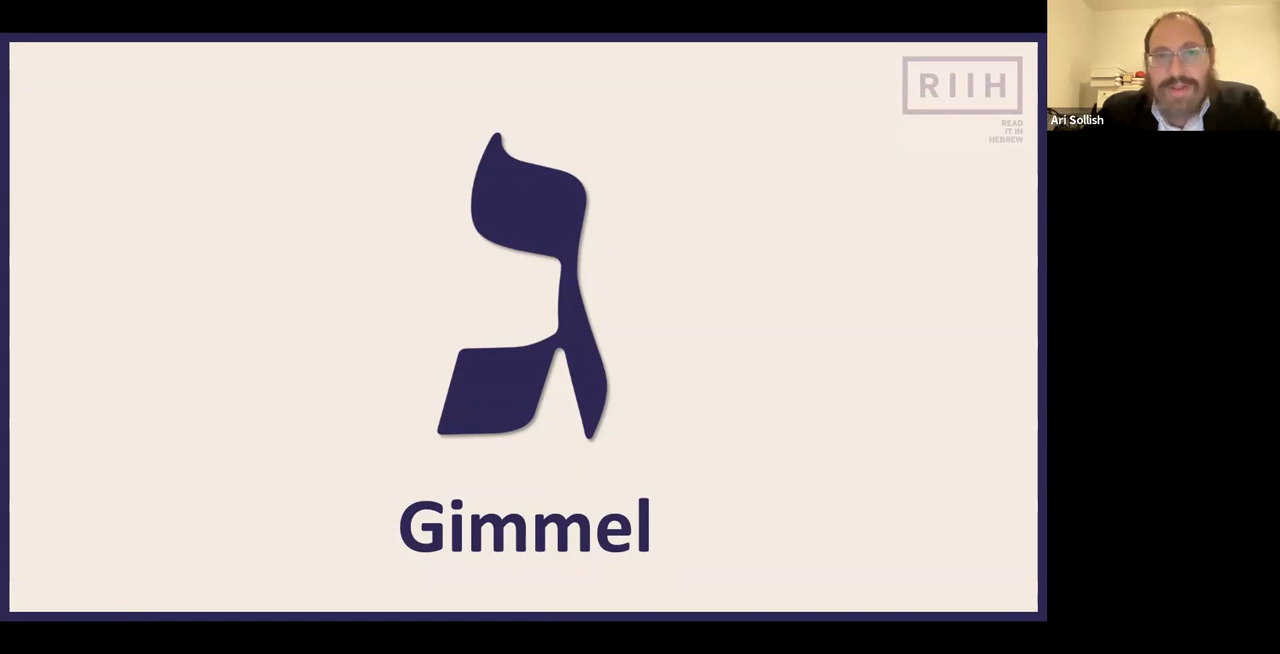 RIIH
READ
IT IN
HEBREW
ג
Gimmel
Ari Sollish